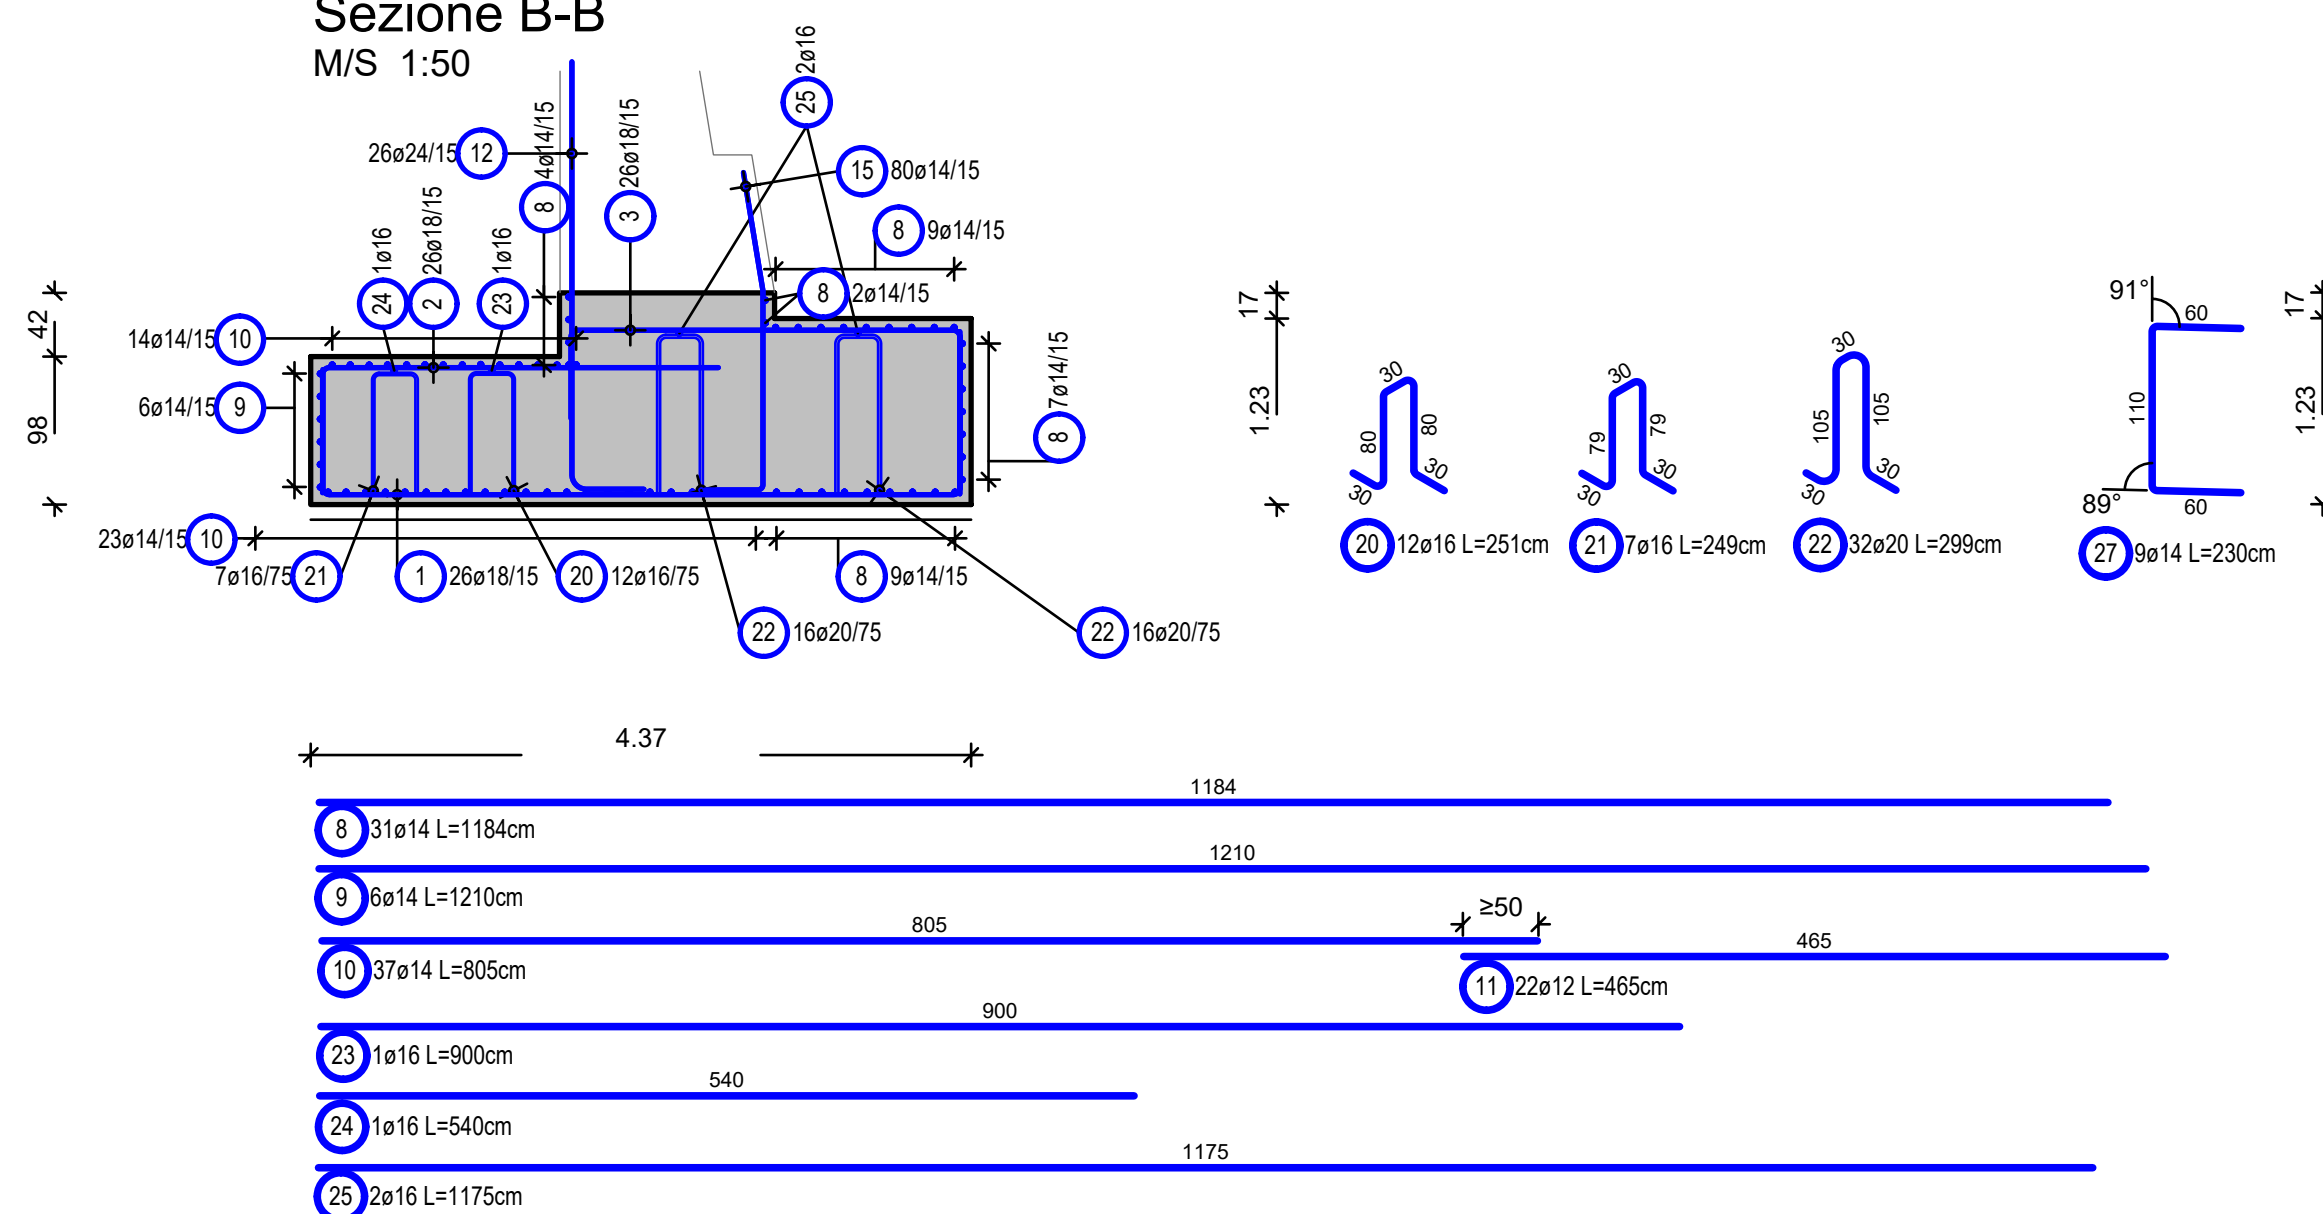 Sezione B-B
M/S 1:50
2ø16
25
26ø24/15 12
4ø14/15
8
26ø18/15
3
15 80ø14/15
8 9ø14/15
1ø16
24
26ø18/15
2
1ø16
23
8 2ø14/15
14ø14/15 10
6ø14/15 9
42
98
7ø14/15
8
23ø14/15 10
7ø16/75 21
1 26ø18/15
20 12ø16/75
8 9ø14/15
22 16ø20/75
22 16ø20/75
17
1.23
30
80
80
30
30
20 12ø16 L=251cm
30
79
79
30
30
21 7ø16 L=249cm
30
105
105
30
30
22 32ø20 L=299cm
91°
60
110
89°
60
27 9ø14 L=230cm
17
1.23
4.37
1184
8 31ø14 L=1184cm
1210
9 6ø14 L=1210cm
805
≥50
465
10 37ø14 L=805cm
11 22ø12 L=465cm
900
23 1ø16 L=900cm
540
24 1ø16 L=540cm
1175
25 2ø16 L=1175cm